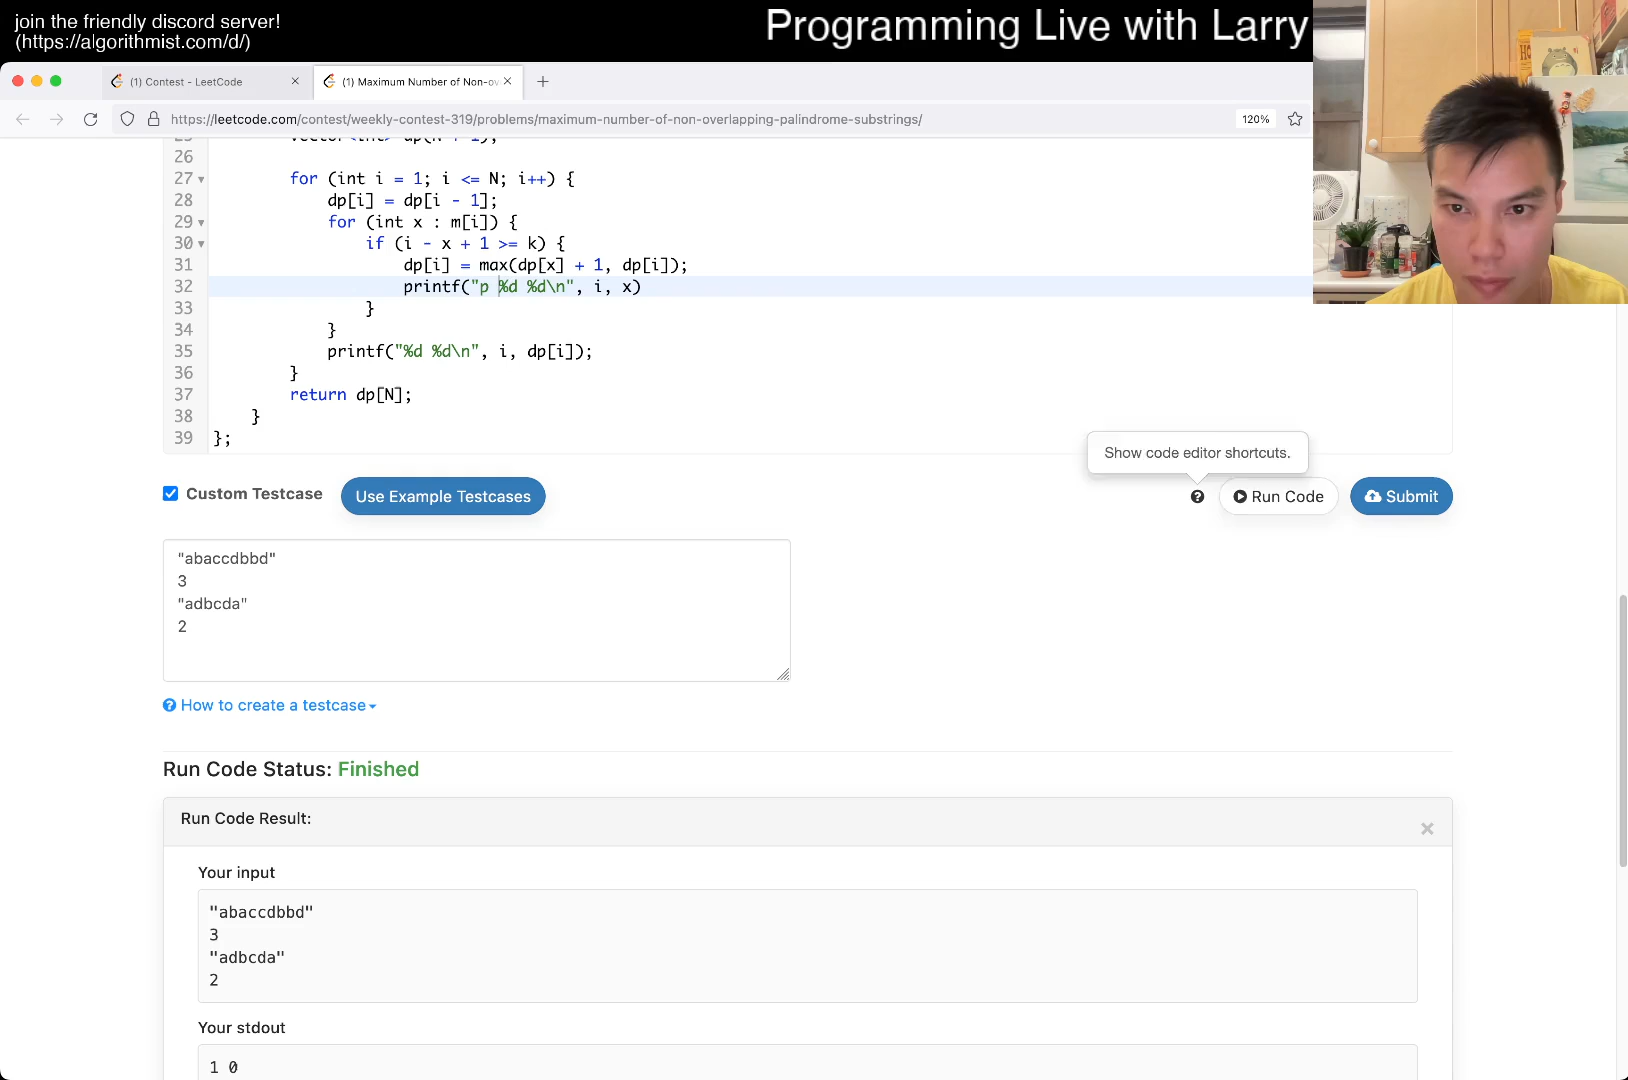 join the friendly discord server!
(https://algorithmist.com/d/)
Programming Live with Larry
(1) Contest - LeetCode
(1) Maximum Number of Non-ov
https://leetcode.com/contest/weekly-contest-319/problems/maximum-number-of-non-overlapping-palindrome-substrings/
120%
26
27 for (int i = 1; i <= N; i++) {
28 dp[i] = dp[i - 1];
29 for (int x : m[i]) {
30 if (i - x + 1 >= k) {
31 dp[i] = max(dp[x] + 1, dp[i]);
32 printf("p %d %d\n", i, x)
33 }
34 }
35 printf("%d %d\n", i, dp[i]);
36 }
37 return dp[N];
38 }
39 };
Show code editor shortcuts.
Custom Testcase
Use Example Testcases
Run Code
Submit
"abaccdbbd"
3
"adbcda"
2
How to create a testcase
Run Code Status: Finished
Run Code Result:
Your input
"abaccdbbd"
3
"adbcda"
2
Your stdout
1 0